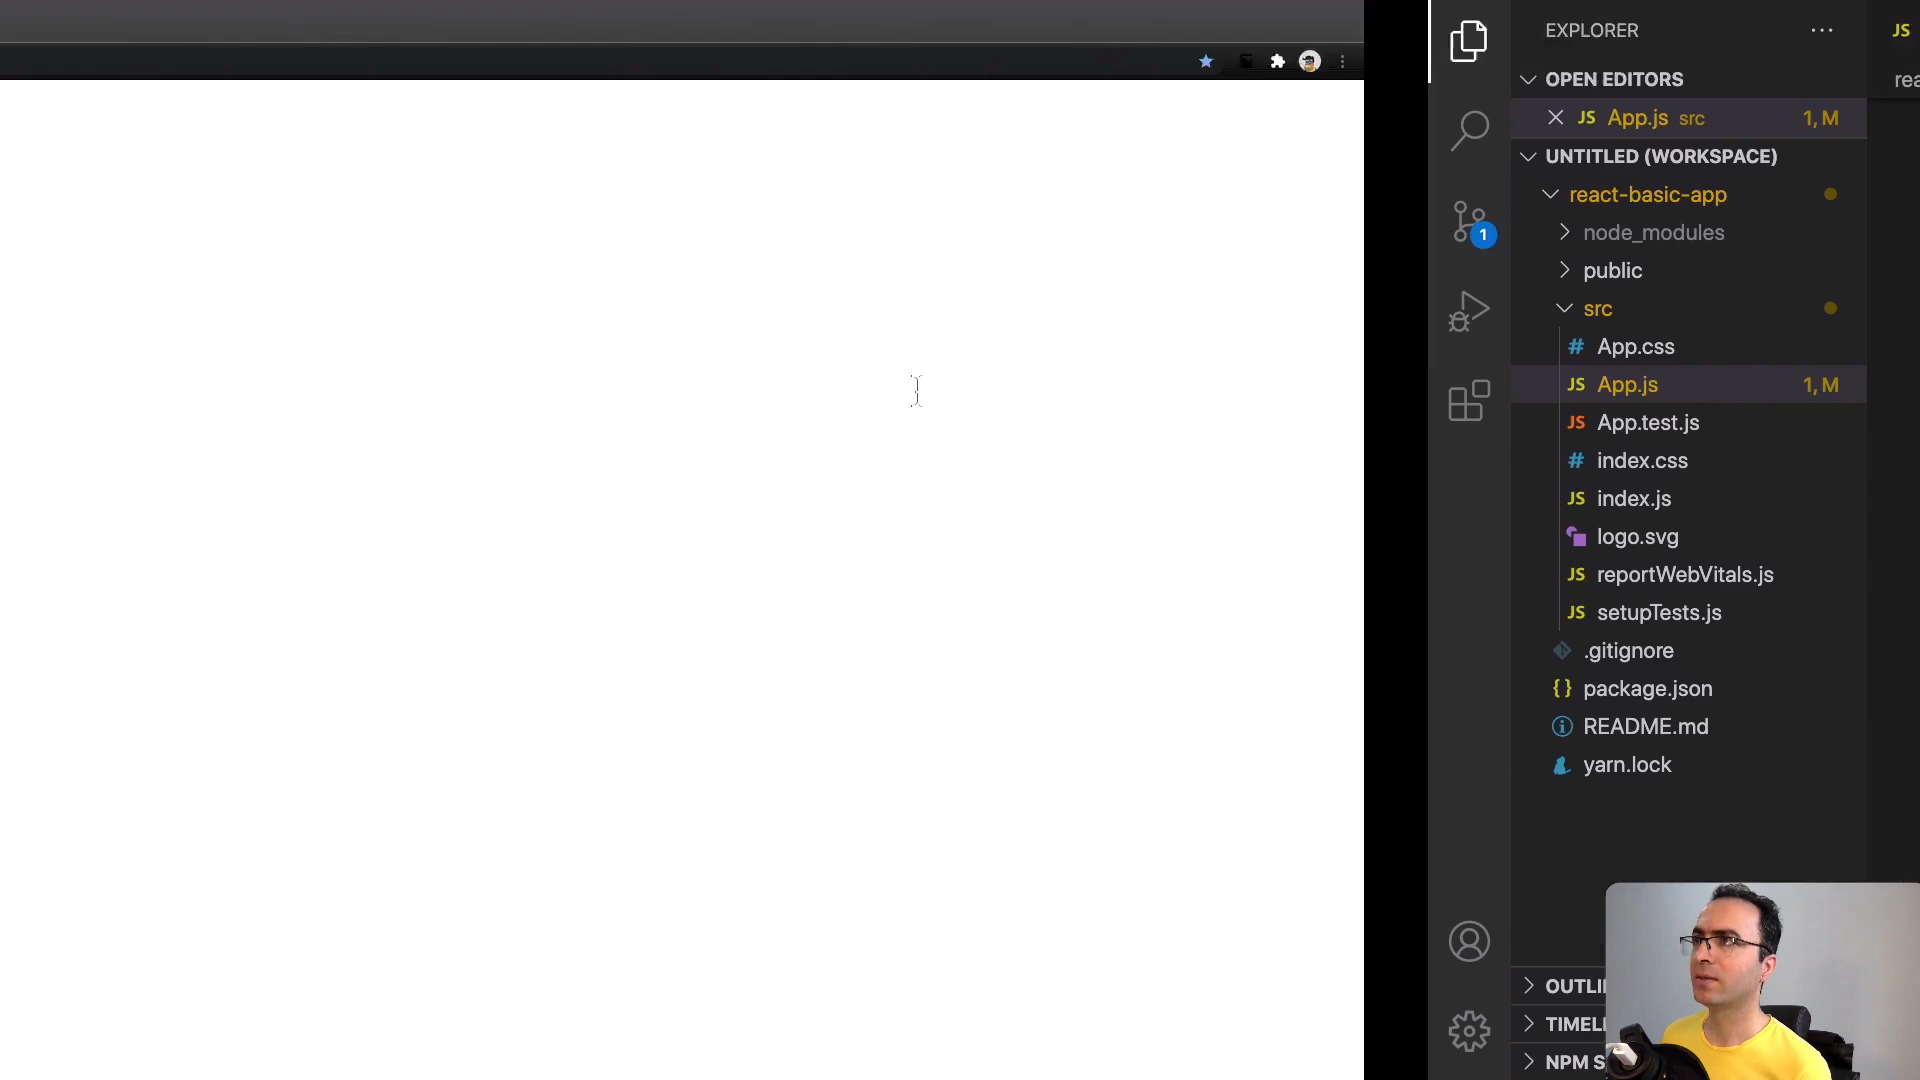 EXPLORER
JS
OPEN EDITORS
rea
JS App.js src 1, M
UNTITLED (WORKSPACE)
react-basic-app
1
node_modules
public
src
# App.css
JS App.js 1, M
JS App.test.js
# index.css
JS index.js
logo.svg
JS reportWebVitals.js
JS setupTests.js
.gitignore
{} package.json
README.md
yarn.lock
OUTLI
TIMEL
NPM S